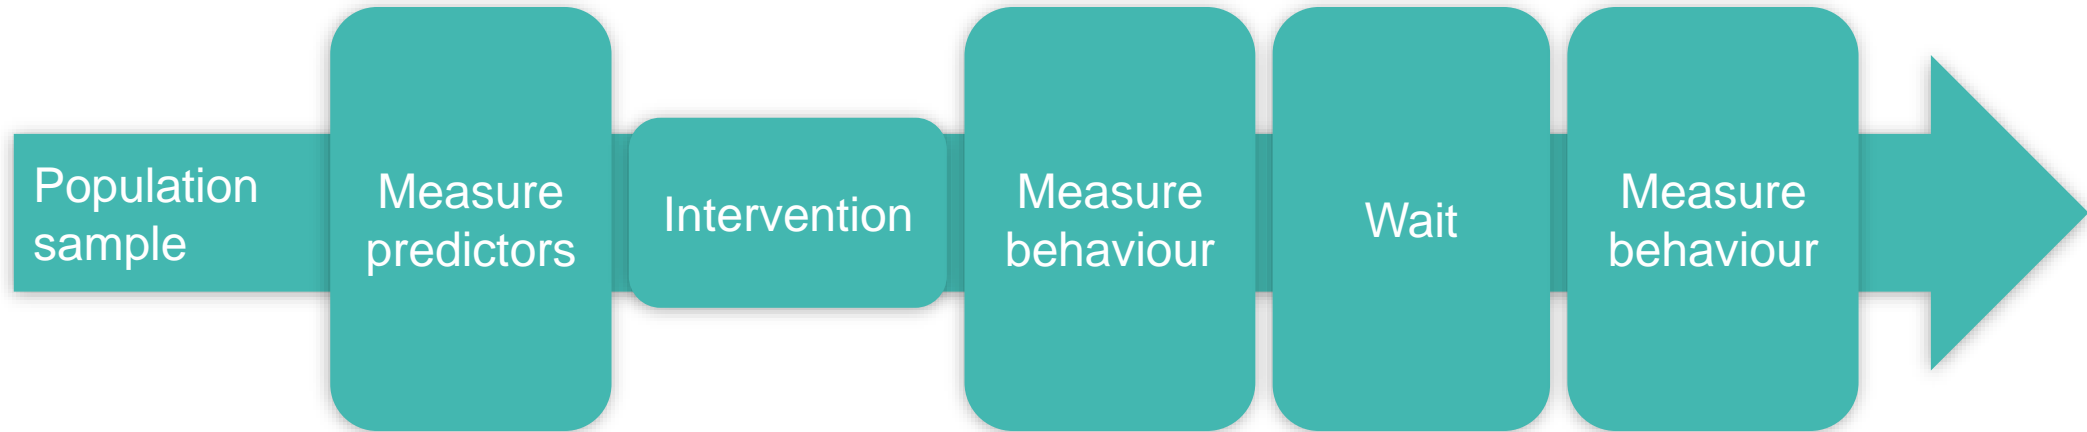 Population
sample
Measure
predictors
Intervention
Measure
behaviour
Wait
Measure
behaviour